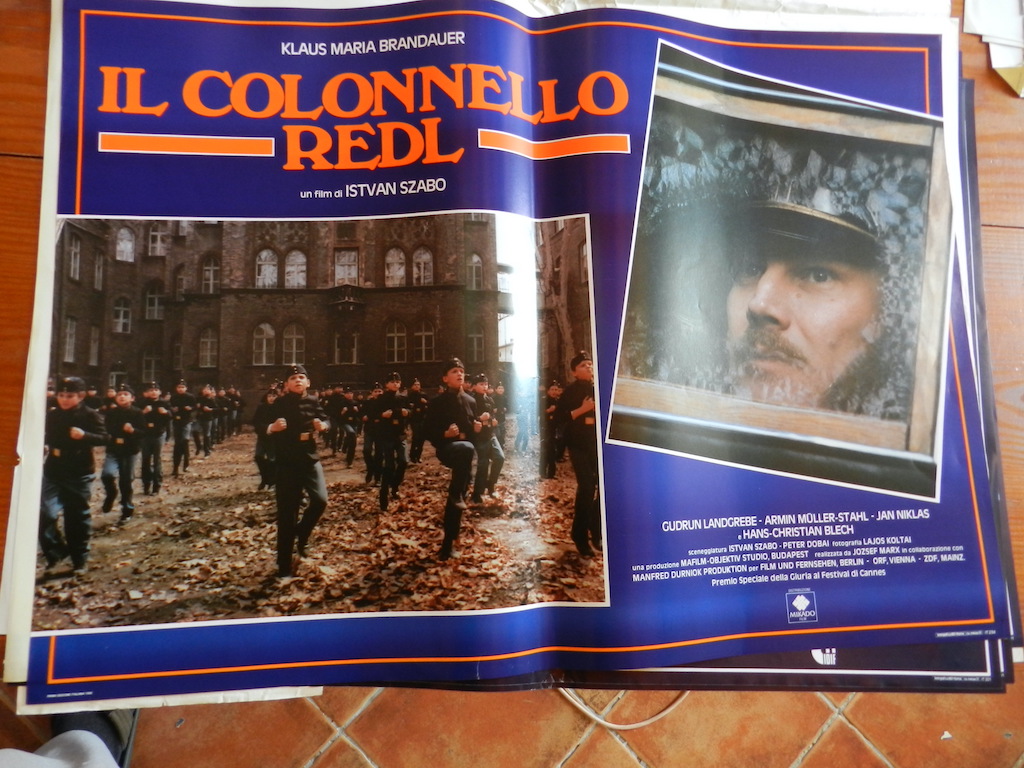 KLAUS MARIA BRANDAUER
IL COLONNELLO
REDL
un film di ISTVAN SZABO
GUDRUN LANDGREBE - ARMIN MÜLLER-STAHL - JAN NIKLAS
e HANS-CHRISTIAN BLECH
sceneggiatura ISTVAN SZABO - PETER DOBAI fotografia LAJOS KOLTAI
una produzione MAFILM-OBJEKTIV STUDIO, BUDAPEST realizzata da JOZSEF MARX in collaborazione con
MANFRED DURNIOK PRODUKTION per FILM UND FERNSEHEN, BERLIN - ORF, VIENNA - ZDF, MAINZ.
Premio Speciale della Giuria al Festival di Cannes
MIKADO
FILM